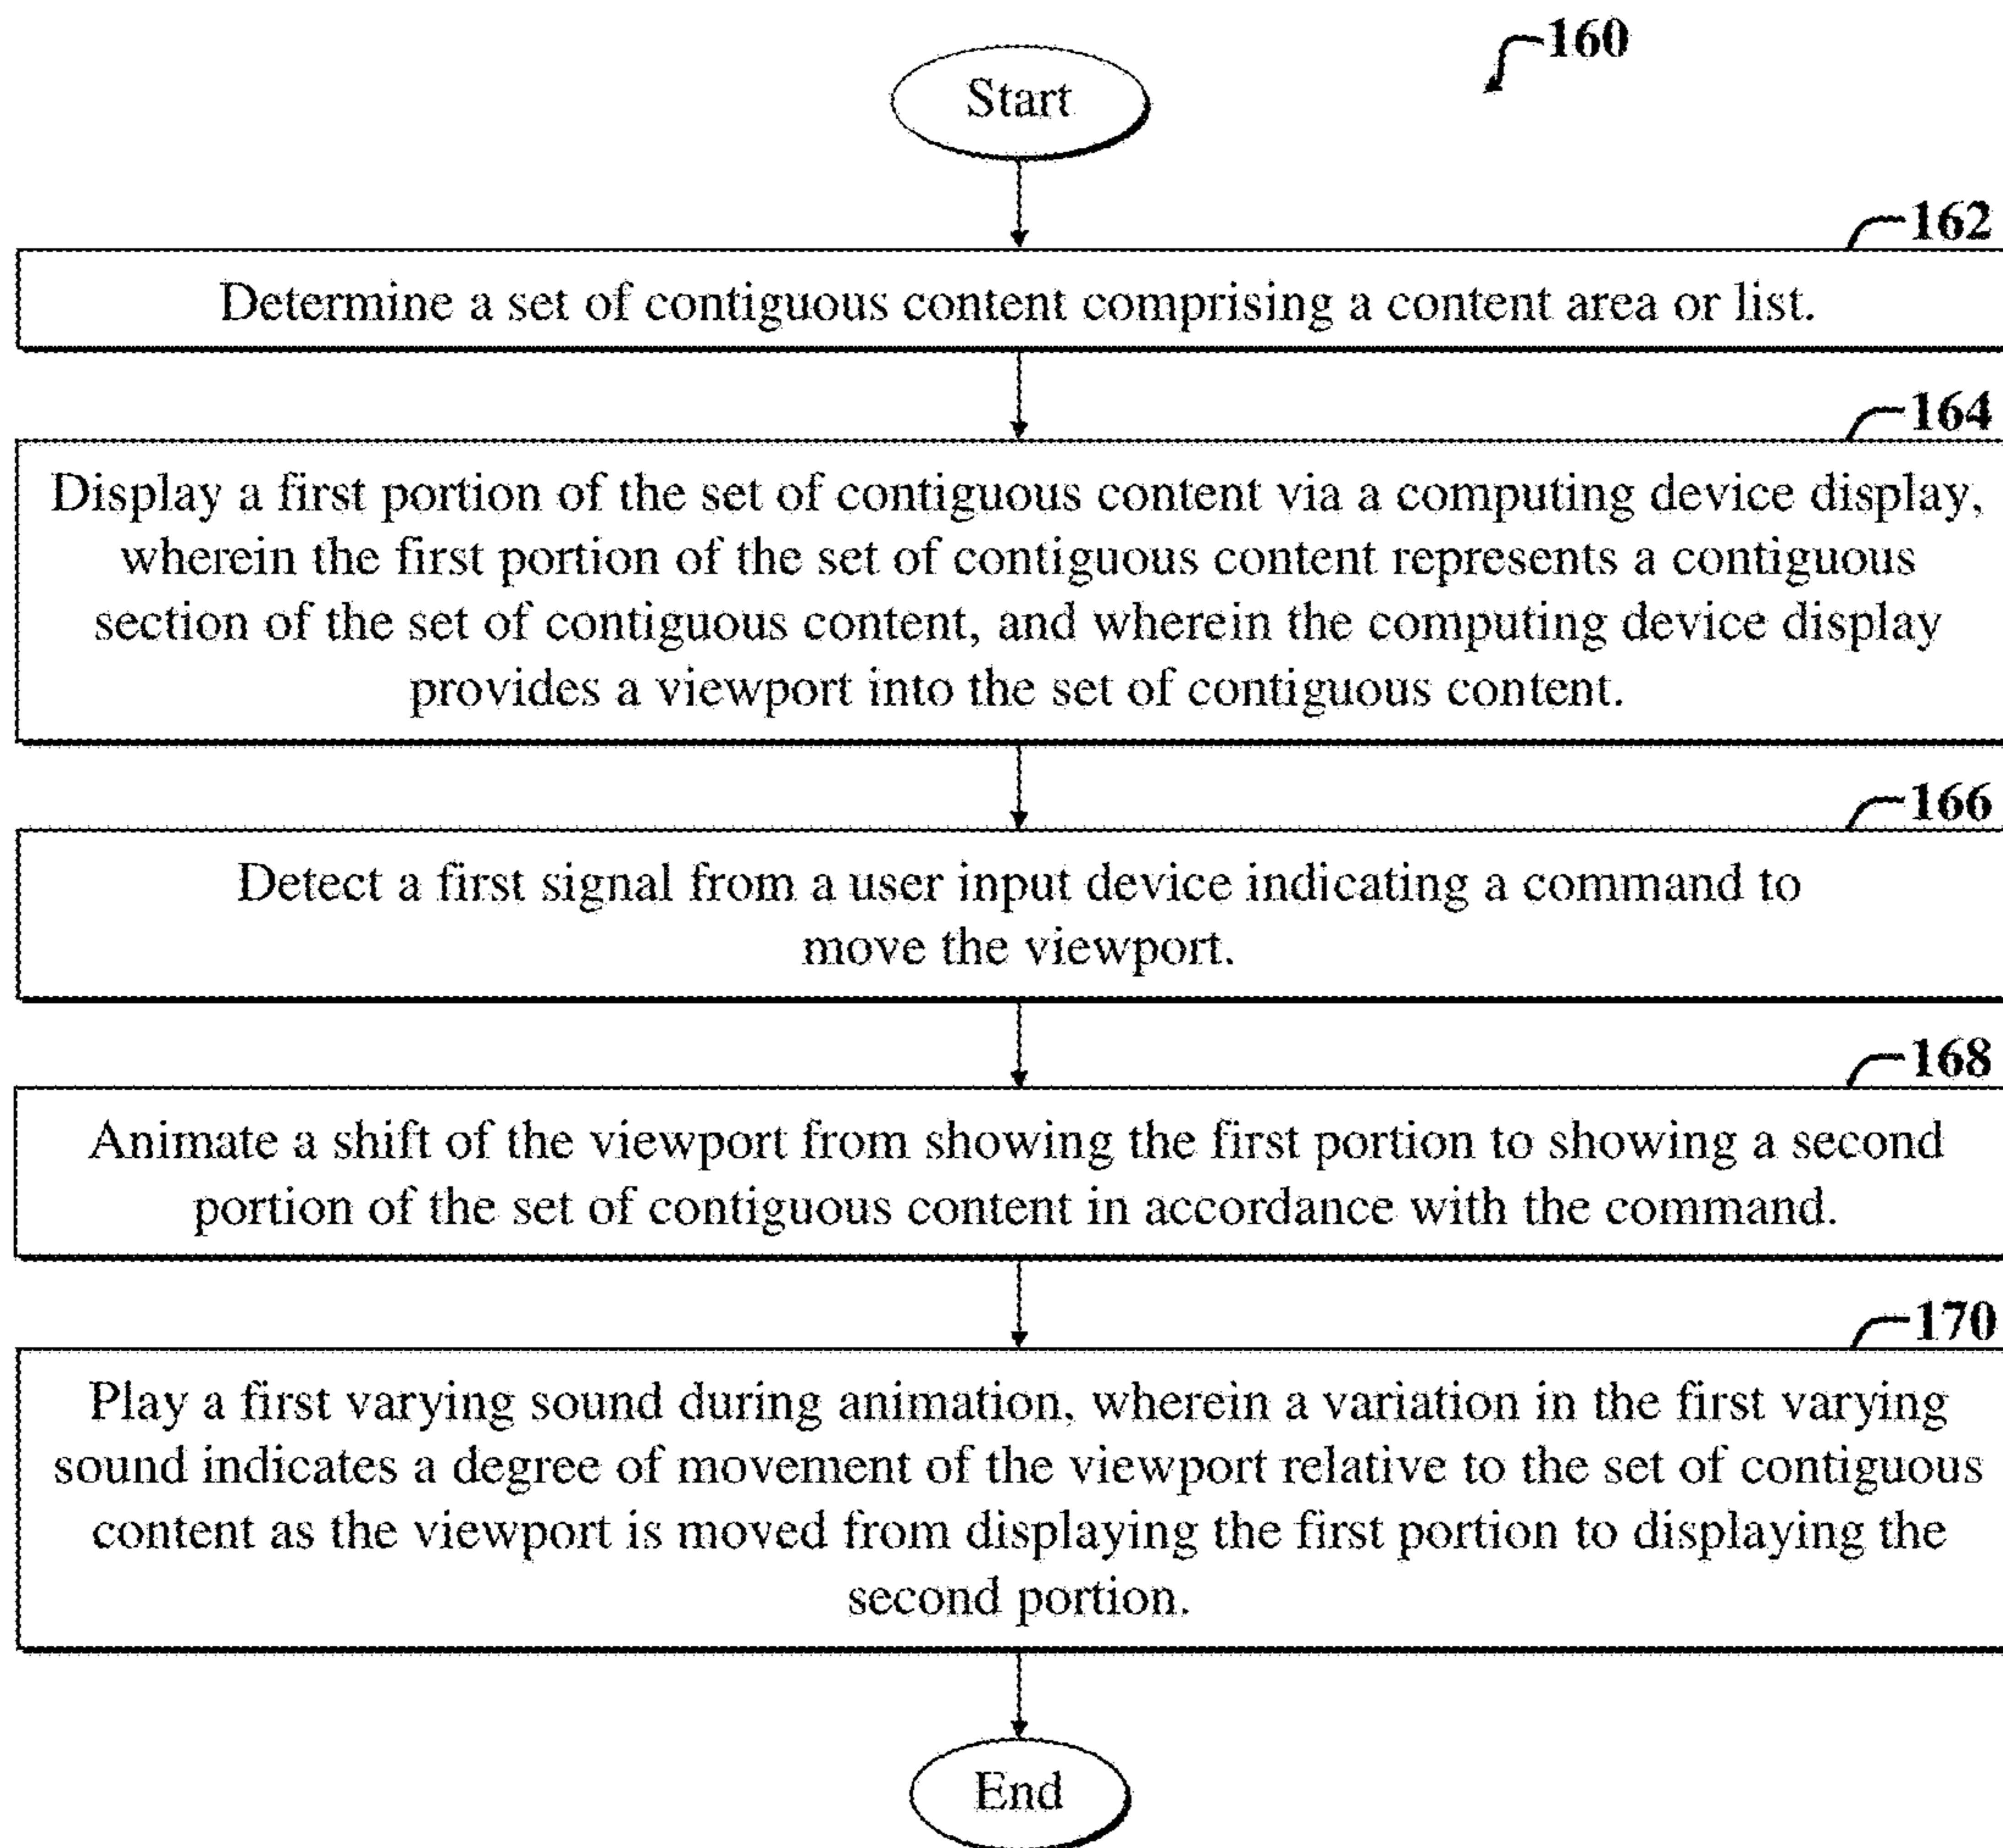 160
Start
162
Determine a set of contiguous content comprising a content area or list.
164
Display a first portion of the set of contiguous content via a computing device display,
wherein the first portion of the set of contiguous content represents a contiguous
section of the set of contiguous content, and wherein the computing device display
provides a viewport into the set of contiguous content.
166
Detect a first signal from a user input device indicating a command to
move the viewport.
168
Animate a shift of the viewport from showing the first portion to showing a second
portion of the set of contiguous content in accordance with the command.
170
Play a first varying sound during animation, wherein a variation in the first varying
sound indicates a degree of movement of the viewport relative to the set of contiguous
content as the viewport is moved from displaying the first portion to displaying the
second portion.
End